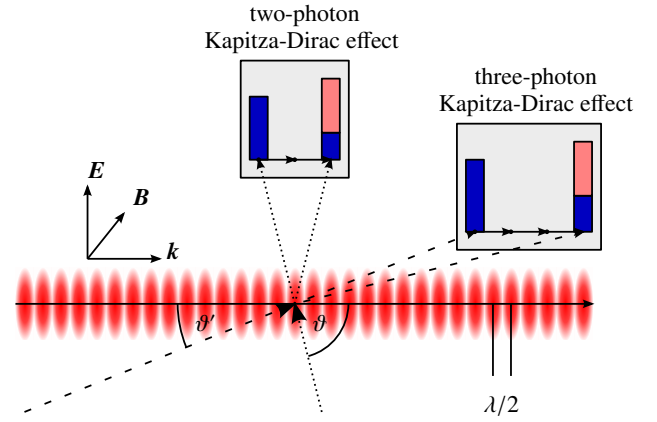 two-photon
Kapitza-Dirac effect
three-photon
Kapitza-Dirac effect
E
B
k
ϑ′
ϑ
λ/2